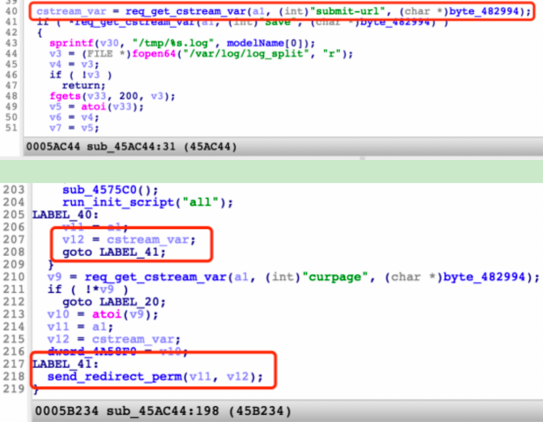 40 cstream_var = req_get_cstream_var(a1, (int)"submit-url", (char *)byte_482994);
41 if ( *req_get_cstream_var(a1, (int)"save", (char *)byte_482994) )
42 {
43 sprintf(v30, "/tmp/%s.log", modelName[0]);
44 v3 = (FILE *)fopen64("/var/log/log_split", "r");
45 v4 = v3;
46 if ( !v3 )
47 return;
48 fgets(v33, 200, v3);
49 v5 = atoi(v33);
50 v6 = v4;
51 v7 = v5;
0005AC44 sub_45AC44:31 (45AC44)
203 sub_4575C0();
204 run_init_script("all");
205 LABEL_40:
206 v11 = a1;
207 v12 = cstream_var;
208 goto LABEL_41;
209 }
210 v9 = req_get_cstream_var(a1, (int)"curpage", (char *)byte_482994);
211 if ( !*v9 )
212 goto LABEL_20;
213 v10 = atoi(v9);
214 v11 = a1;
215 v12 = cstream_var;
216 dword_4A58F0 = v10;
217 LABEL_41:
218 send_redirect_perm(v11, v12);
219 }
0005B234 sub_45AC44:198 (45B234)